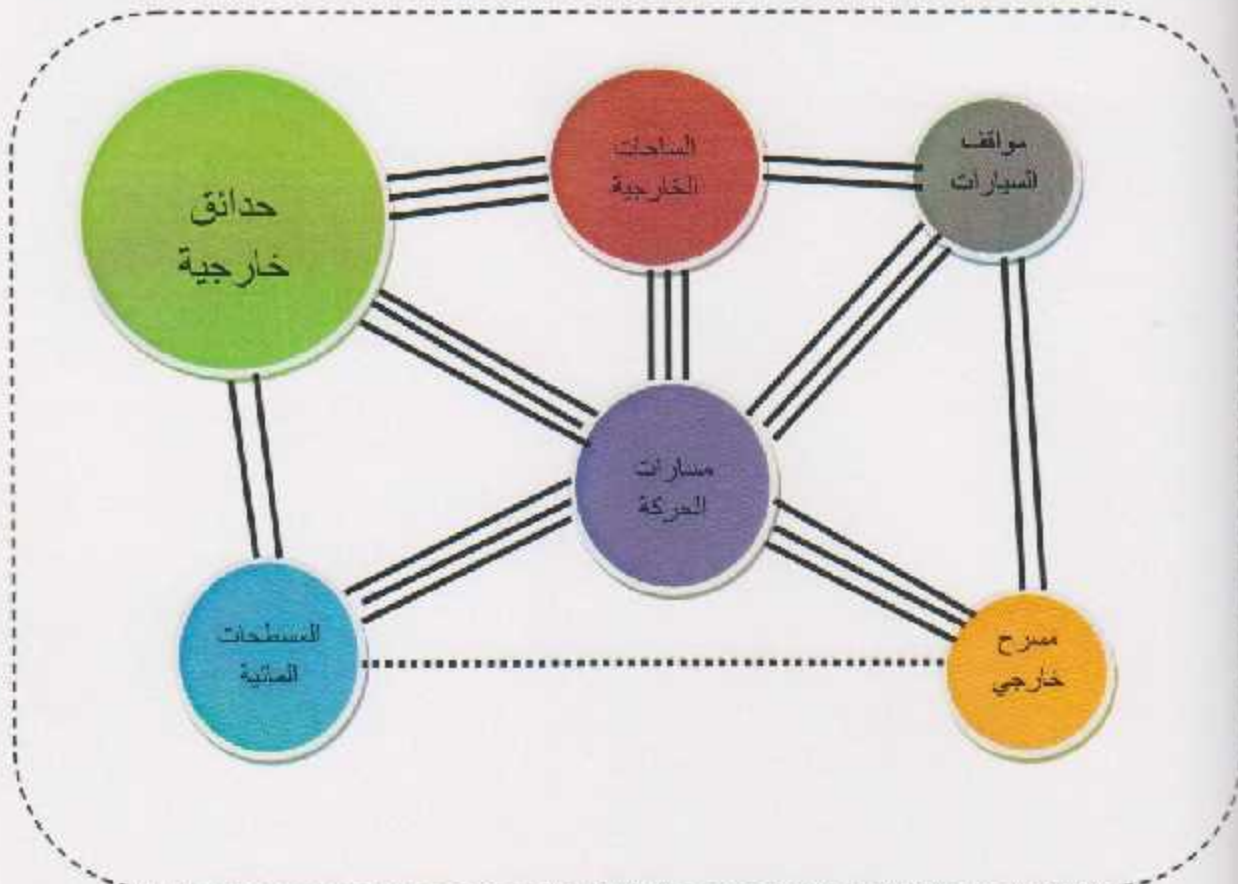 حدائق
خارجية
الساحات
الخارجية
مواقف
السيارات
مسارات
الحركة
المسطحات
المائية
مسرح
خارجي